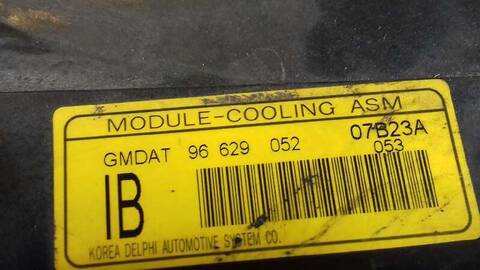 MODULE-COOLING ASM
GMDAT 96 629 052 07B23A
053
IB
KOREA DELPHI AUTOMOTIVE SYSTEM CO.